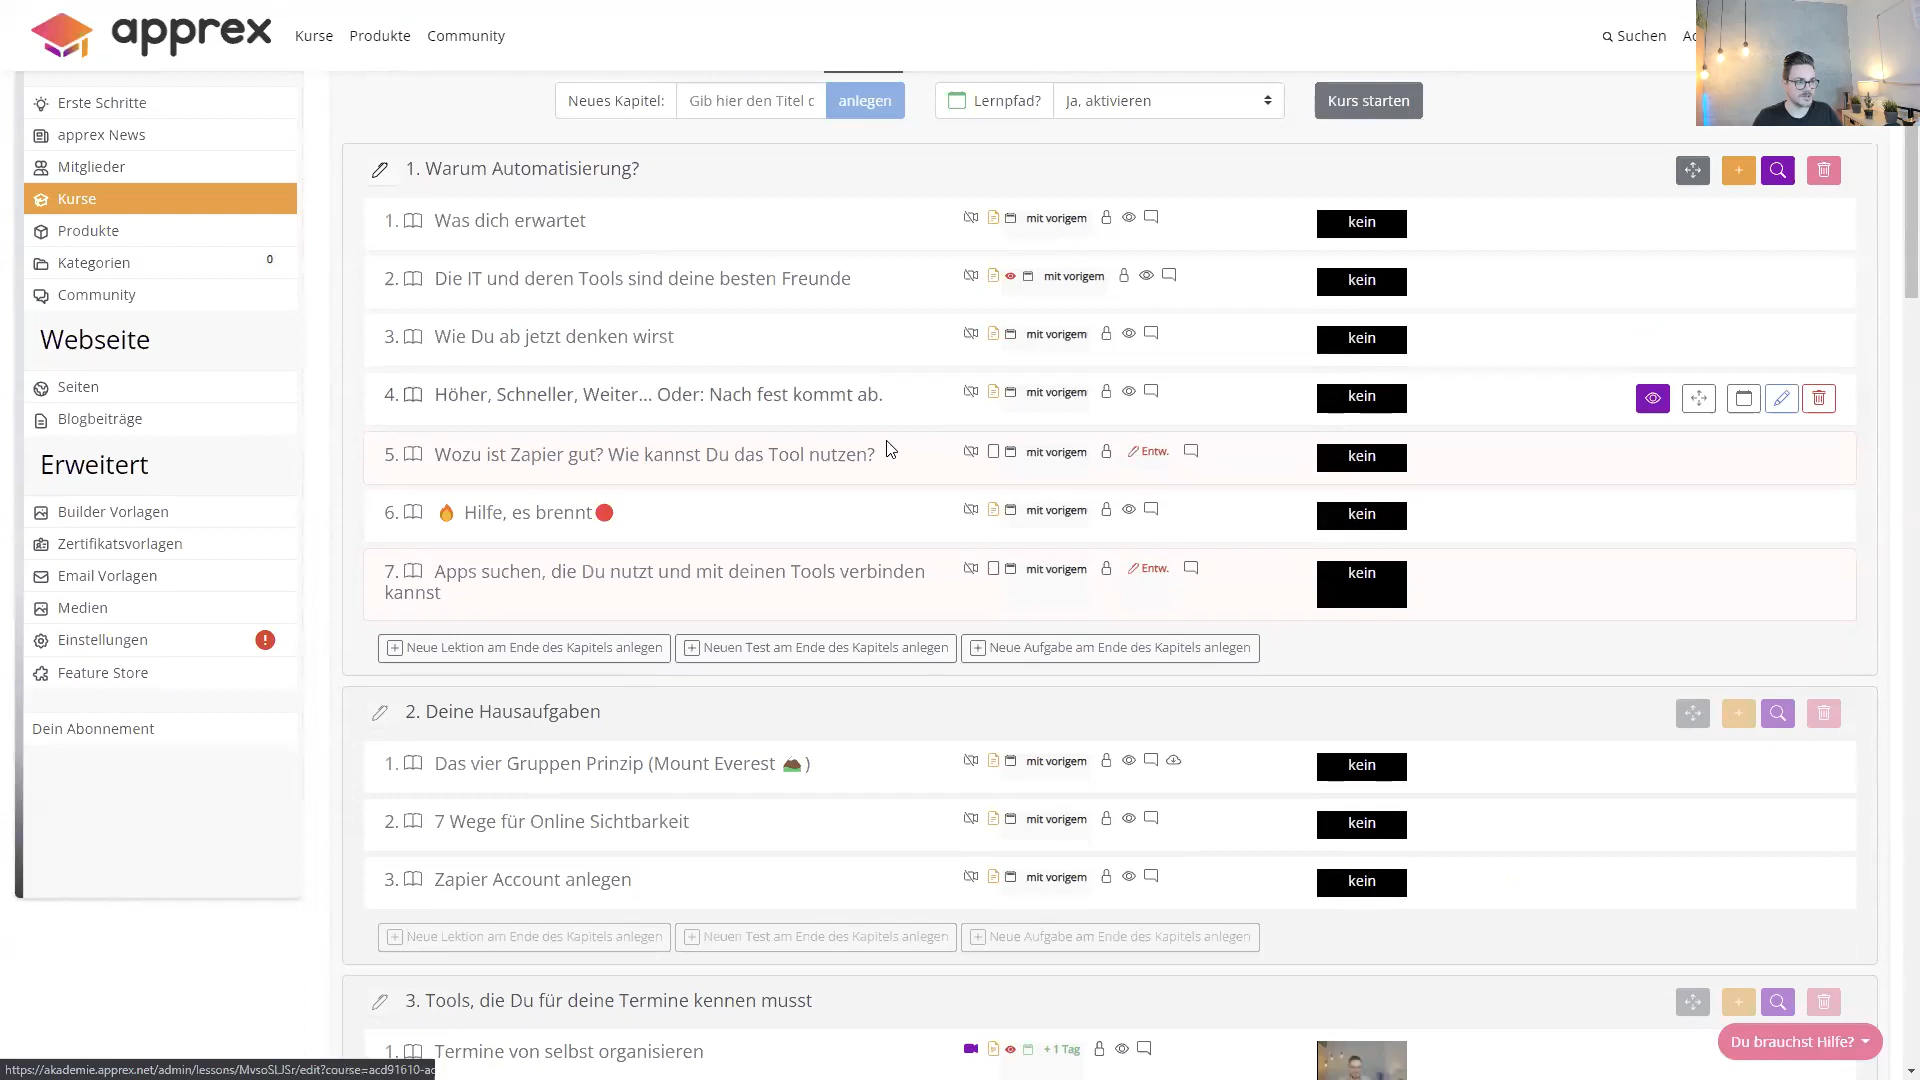 apprex
Kurse Produkte Community
Suchen
Neues Kapitel: Gib hier den Titel anlegen Lernpfad? Ja, aktivieren Kurs starten
Erste Schritte
apprex News
Mitglieder
Kurse
Produkte
Kategorien 0
Community
Webseite
Seiten
Blogbeiträge
Erweitert
Builder Vorlagen
Zertifikatsvorlagen
Email Vorlagen
Medien
Einstellungen !
Feature Store
Dein Abonnement
1. Warum Automatisierung?
1. Was dich erwartet mit vorigem kein
2. Die IT und deren Tools sind deine besten Freunde mit vorigem kein
3. Wie Du ab jetzt denken wirst mit vorigem kein
4. Höher, Schneller, Weiter... Oder: Nach fest kommt ab. mit vorigem kein
5. Wozu ist Zapier gut? Wie kannst Du das Tool nutzen? mit vorigem Entw. kein
6. Hilfe, es brennt mit vorigem kein
7. Apps suchen, die Du nutzt und mit deinen Tools verbinden mit vorigem Entw. kein
kannst
Neue Lektion am Ende des Kapitels anlegen Neuen Test am Ende des Kapitels anlegen Neue Aufgabe am Ende des Kapitels anlegen
2. Deine Hausaufgaben
1. Das vier Gruppen Prinzip (Mount Everest ) mit vorigem kein
2. 7 Wege für Online Sichtbarkeit mit vorigem kein
3. Zapier Account anlegen mit vorigem kein
Neue Lektion am Ende des Kapitels anlegen Neuen Test am Ende des Kapitels anlegen Neue Aufgabe am Ende des Kapitels anlegen
3. Tools, die Du für deine Termine kennen musst
1. Termine von selbst organisieren + 1 Tag
Du brauchst Hilfe?
https://akademie.apprex.net/admin/lessons/MvsoSLJSr/edit?course=acd91610-ac